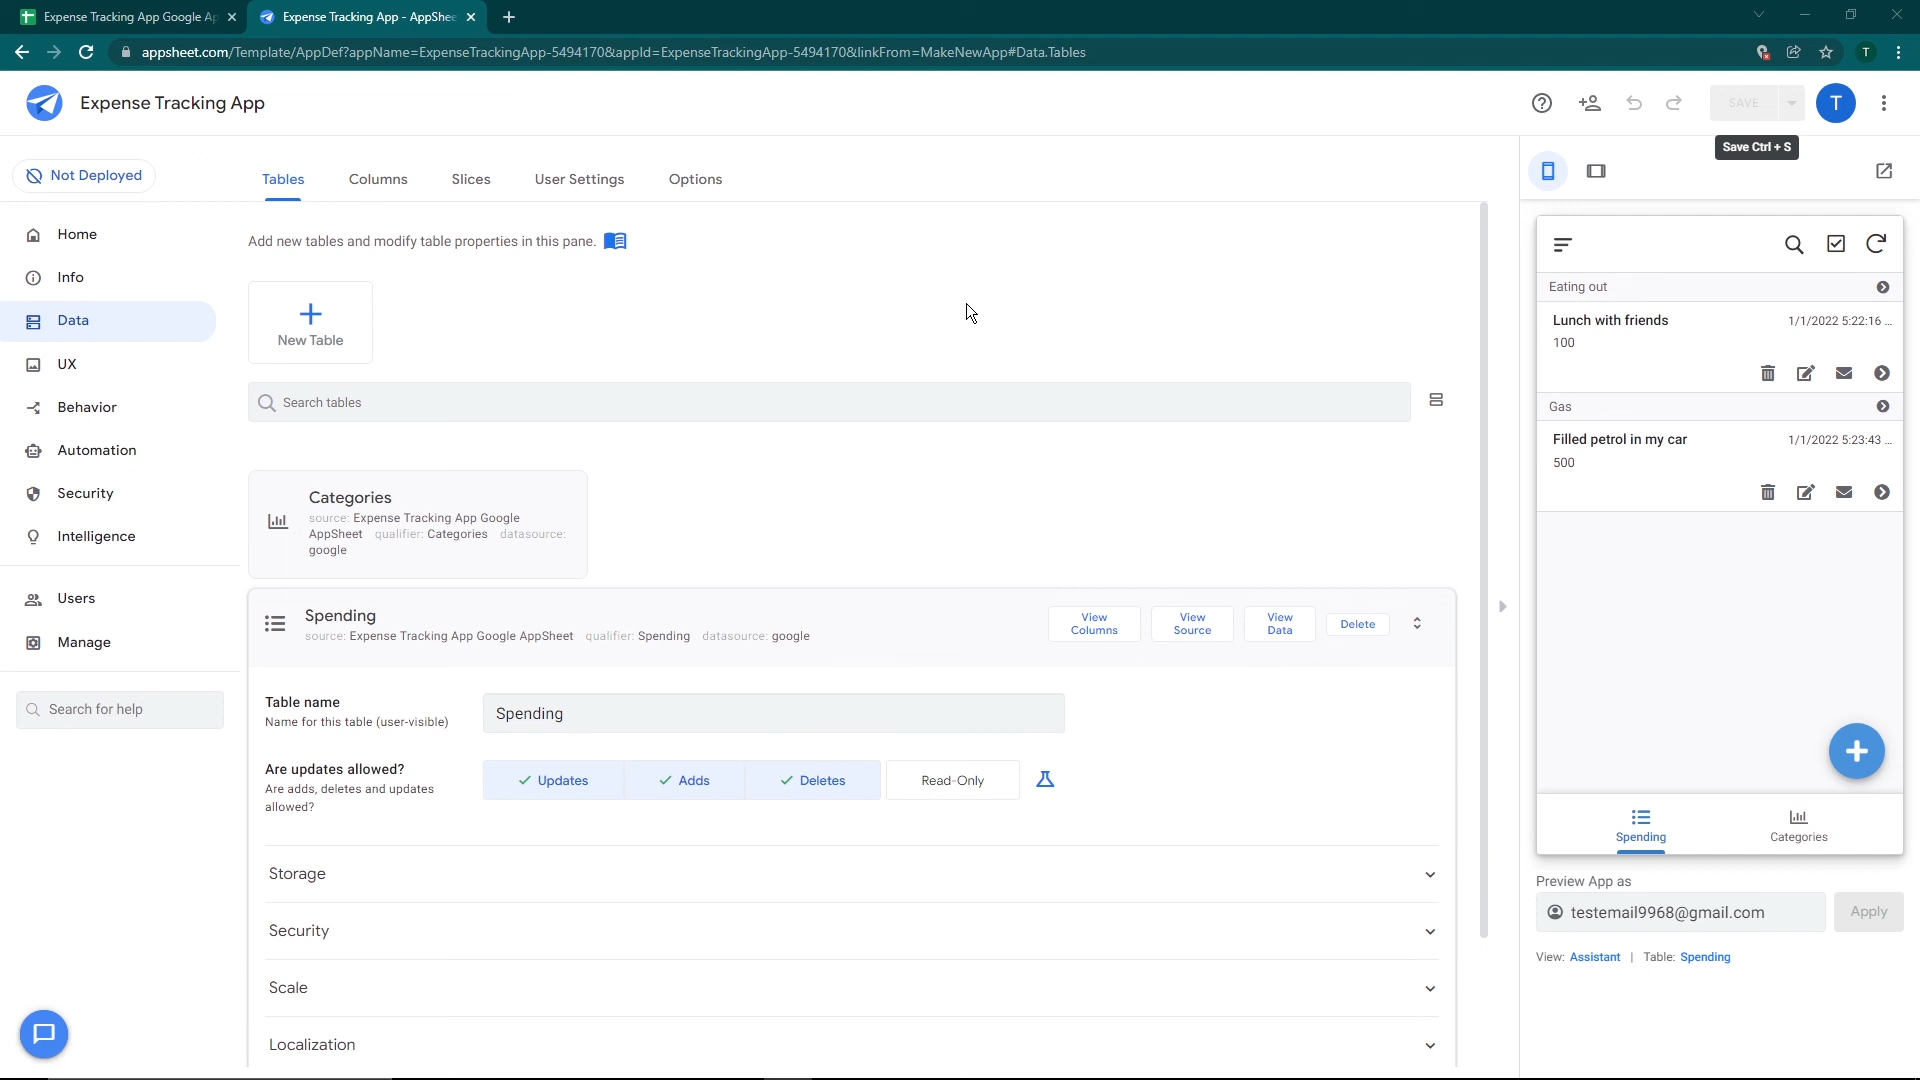 Expense Tracking App Google Ap
Expense Tracking App - AppShee
appsheet.com/Template/AppDef?appName=ExpenseTrackingApp-5494170&appId=ExpenseTrackingApp-5494170&linkFrom=MakeNewApp#Data.Tables
T
Expense Tracking App
SAVE
T
Save Ctrl + S
Not Deployed
Tables
Columns
Slices
User Settings
Options
Home
Info
Data
UX
Behavior
Automation
Security
Intelligence
Users
Manage
Search for help
Add new tables and modify table properties in this pane.
New Table
Search tables
Categories
source: Expense Tracking App Google
AppSheet qualifier: Categories datasource:
google
Spending
source: Expense Tracking App Google AppSheet qualifier: Spending datasource: google
View
Columns
View
Source
View
Data
Delete
Table name
Name for this table (user-visible)
Spending
Are updates allowed?
Are adds, deletes and updates
allowed?
Updates
Adds
Deletes
Read-Only
Storage
Security
Scale
Localization
Eating out
Lunch with friends
1/1/2022 5:22:16 ...
100
Gas
Filled petrol in my car
1/1/2022 5:23:43 ...
500
Spending
Categories
Preview App as
testemail9968@gmail.com
Apply
View: Assistant | Table: Spending